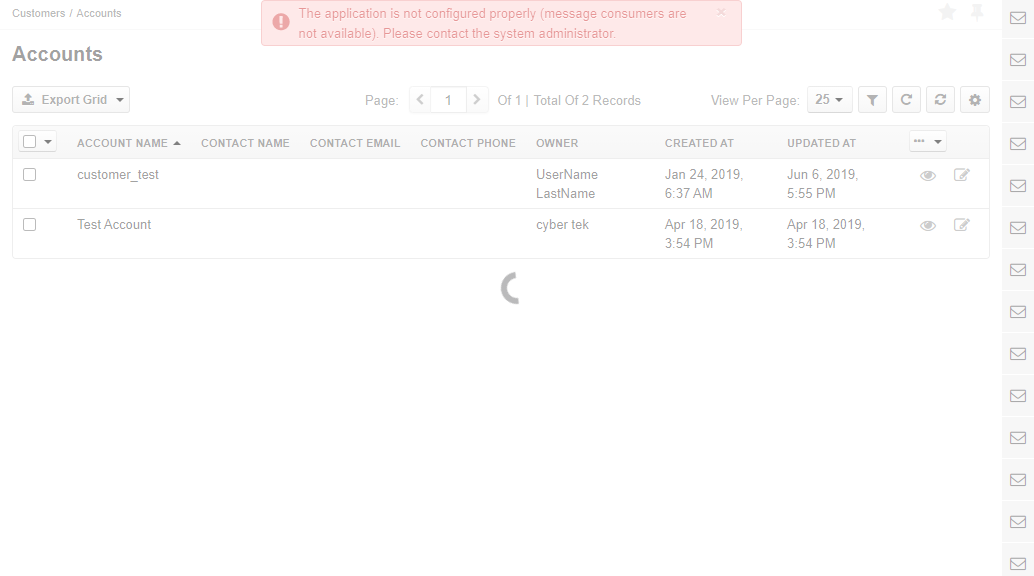 Customers / Accounts
The application is not configured properly (message consumers are
not available). Please contact the system administrator.
×
Accounts
Export Grid
Page:
1
Of 1 | Total Of 2 Records
View Per Page:
25
ACCOUNT NAME CONTACT NAME CONTACT EMAIL CONTACT PHONE OWNER CREATED AT UPDATED AT
customer_test UserName Jan 24, 2019, Jun 6, 2019,
LastName 6:37 AM 5:55 PM
Test Account cyber tek Apr 18, 2019, Apr 18, 2019,
3:54 PM 3:54 PM